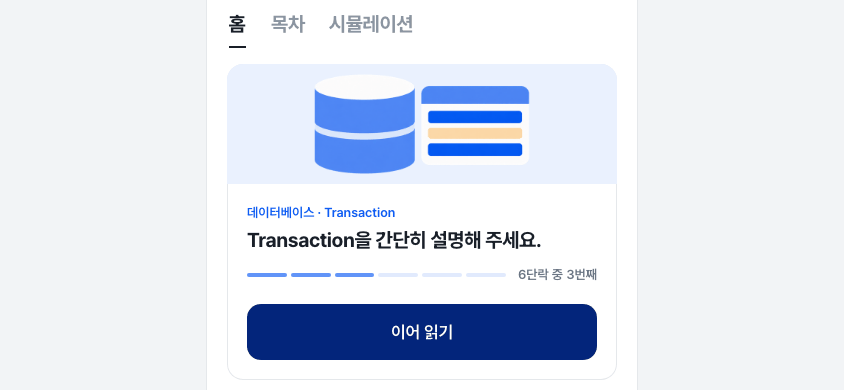 홈 목차 시뮬레이션
데이터베이스 · Transaction
Transaction을 간단히 설명해 주세요.
6단락 중 3번째
이어 읽기